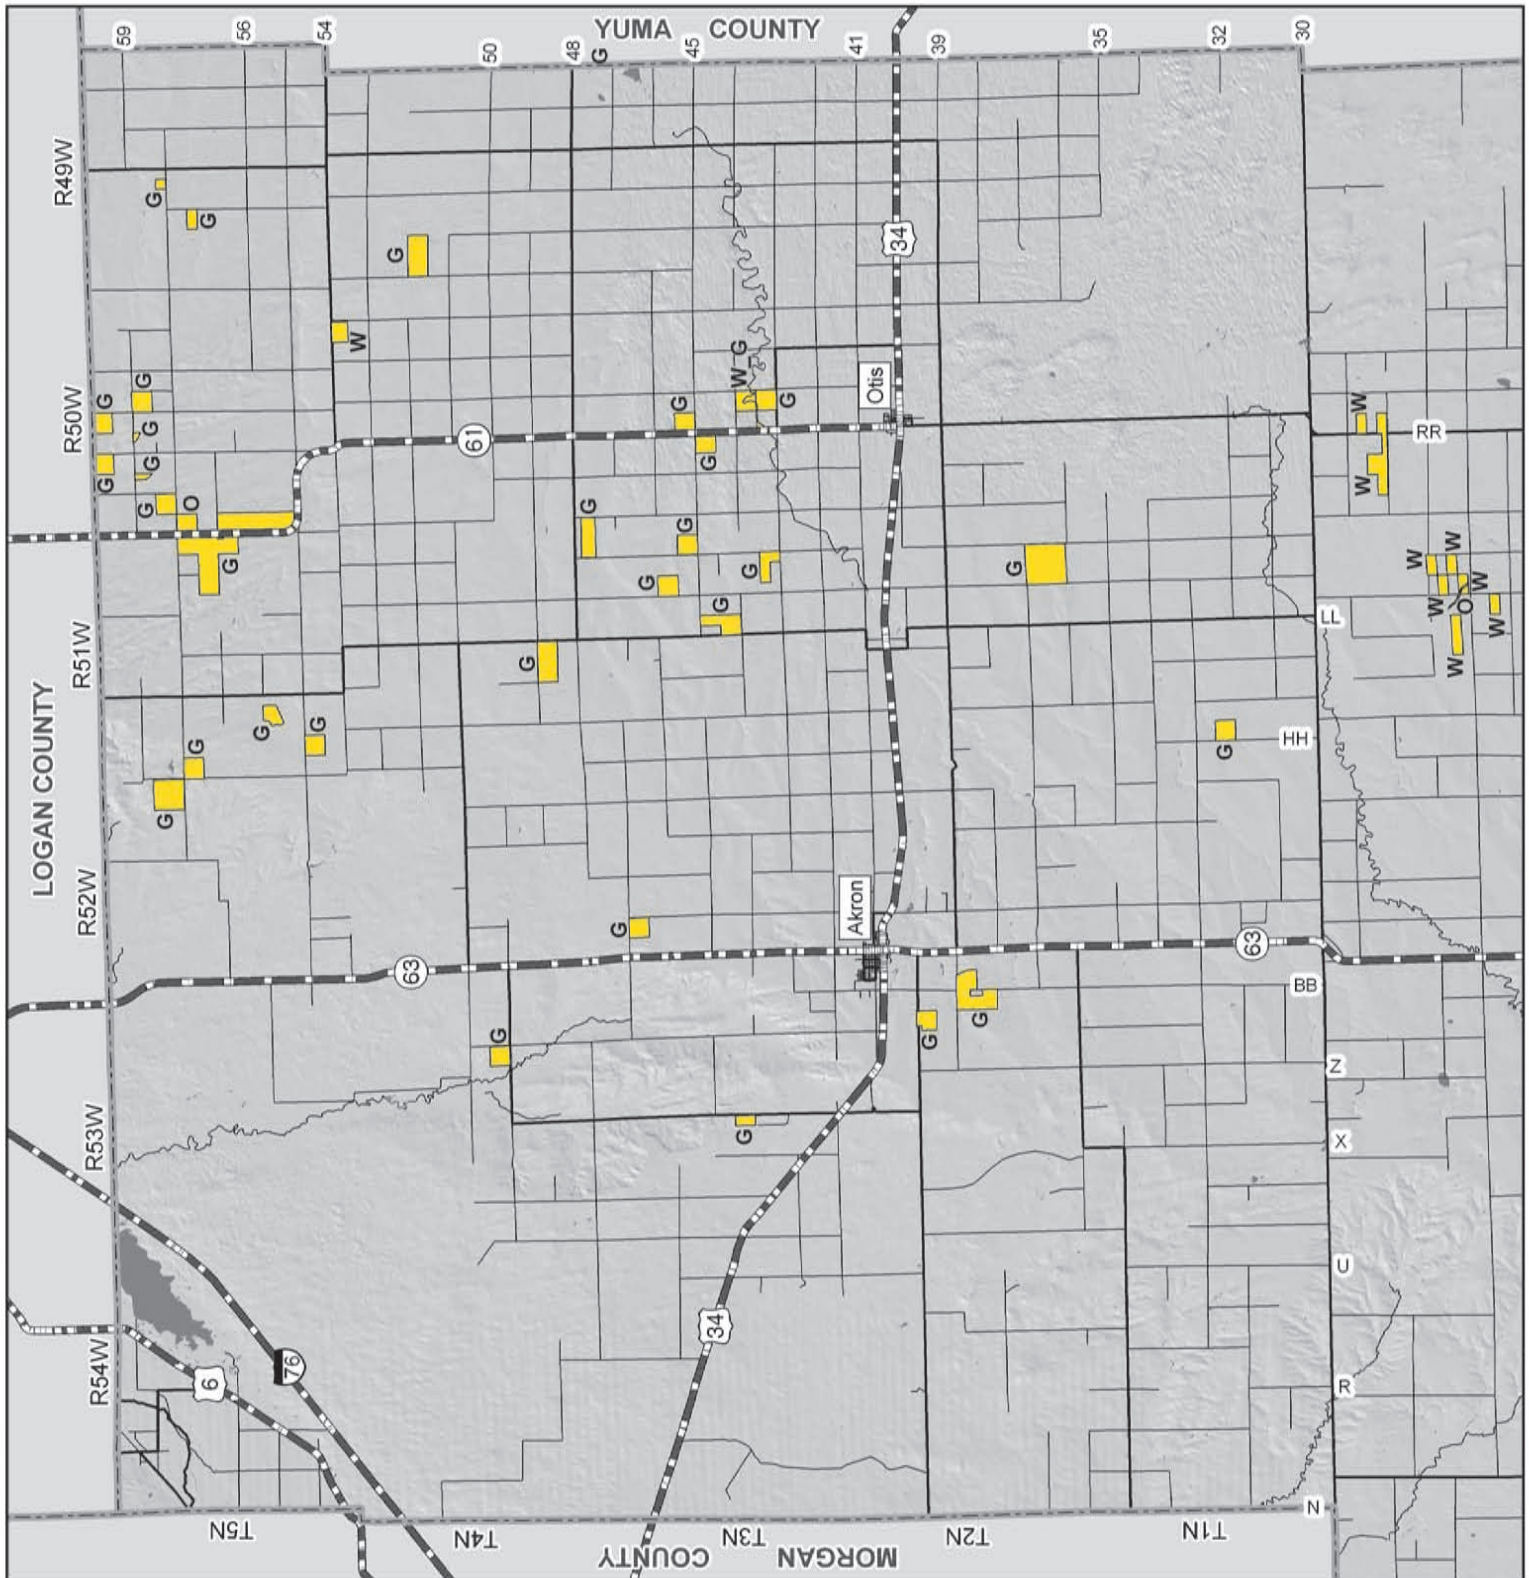 YUMA COUNTY
59
56
54
50
48
G
45
41
39
35
32
30
R49W
G
G
G
34
W
R50W
G
G
G
W
G
G
G
Otis
W
RR
G
G
61
G
W
G
O
G
G
W
W
G
G
G
G
G
W
O
W
W
LL
R51W
G
W
LOGAN COUNTY
G
G
G
HH
G
G
R52W
Akron
G
63
63
BB
G
G
G
Z
R53W
G
X
U
34
R54W
76
6
R
N
T5N
T4N
T3N
T2N
T1N
MORGAN COUNTY